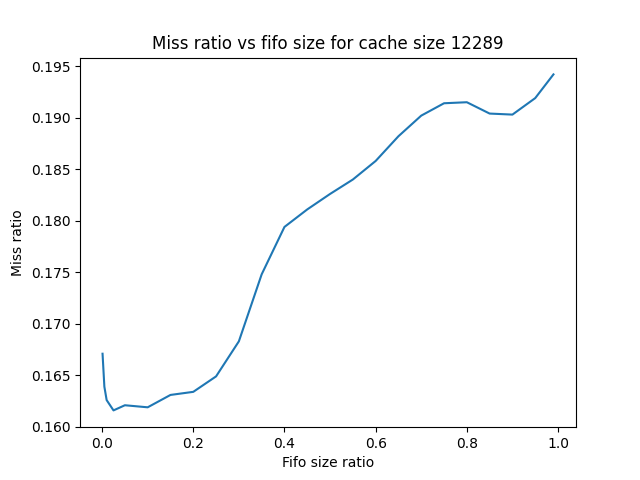 Miss ratio vs fifo size for cache size 12289
0.195
0.190
0.185
0.180
0.175
0.170
0.165
0.160
Miss ratio
0.0 0.2 0.4 0.6 0.8 1.0
Fifo size ratio